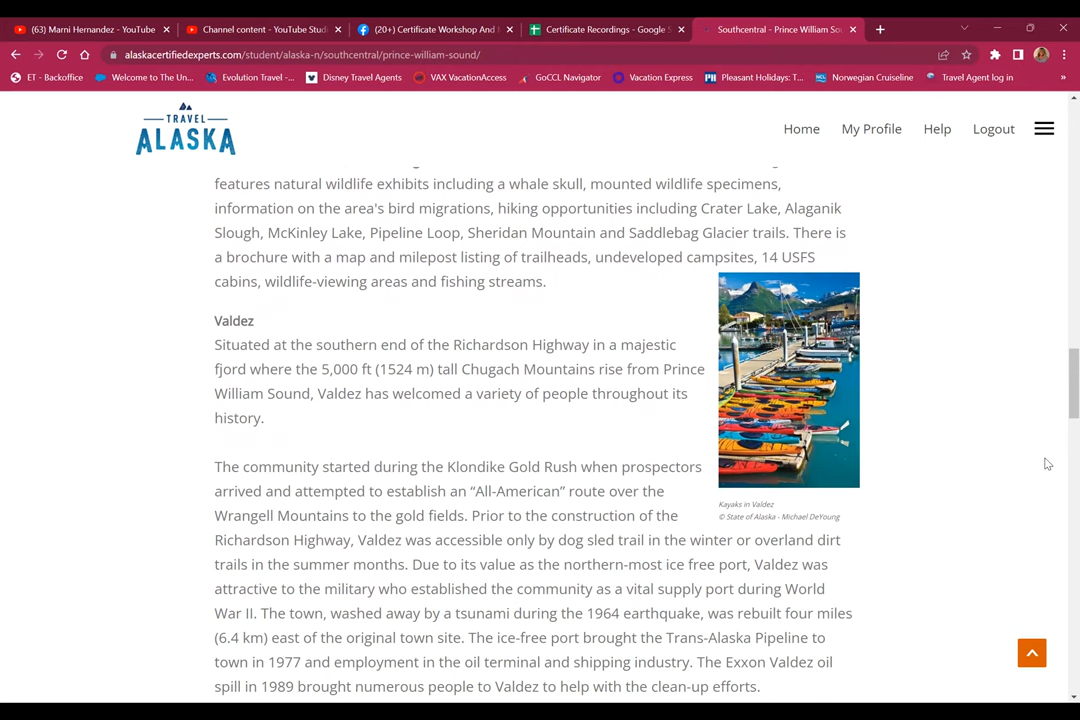 (63) Marni Hernandez - YouTube
Channel content - YouTube Stud
(20+) Certificate Workshop And
Certificate Recordings - Google S
Southcentral - Prince William So
alaskacertifiedexperts.com/student/alaska-n/southcentral/prince-william-sound/
ET - Backoffice
Welcome to The Un...
Evolution Travel -...
Disney Travel Agents
VAX VacationAccess
GoCCL Navigator
Vacation Express
Pleasant Holidays: T...
Norwegian Cruiseline
Travel Agent log in
»
TRAVEL
ALASKA
Home
My Profile
Help
Logout
features natural wildlife exhibits including a whale skull, mounted wildlife specimens,
information on the area's bird migrations, hiking opportunities including Crater Lake, Alaganik
Slough, McKinley Lake, Pipeline Loop, Sheridan Mountain and Saddlebag Glacier trails. There is
a brochure with a map and milepost listing of trailheads, undeveloped campsites, 14 USFS
cabins, wildlife-viewing areas and fishing streams.
Valdez
Situated at the southern end of the Richardson Highway in a majestic
fjord where the 5,000 ft (1524 m) tall Chugach Mountains rise from Prince
William Sound, Valdez has welcomed a variety of people throughout its
history.
Kayaks in Valdez
© State of Alaska - Michael DeYoung
The community started during the Klondike Gold Rush when prospectors
arrived and attempted to establish an “All-American” route over the
Wrangell Mountains to the gold fields. Prior to the construction of the
Richardson Highway, Valdez was accessible only by dog sled trail in the winter or overland dirt
trails in the summer months. Due to its value as the northern-most ice free port, Valdez was
attractive to the military who established the community as a vital supply port during World
War II. The town, washed away by a tsunami during the 1964 earthquake, was rebuilt four miles
(6.4 km) east of the original town site. The ice-free port brought the Trans-Alaska Pipeline to
town in 1977 and employment in the oil terminal and shipping industry. The Exxon Valdez oil
spill in 1989 brought numerous people to Valdez to help with the clean-up efforts.